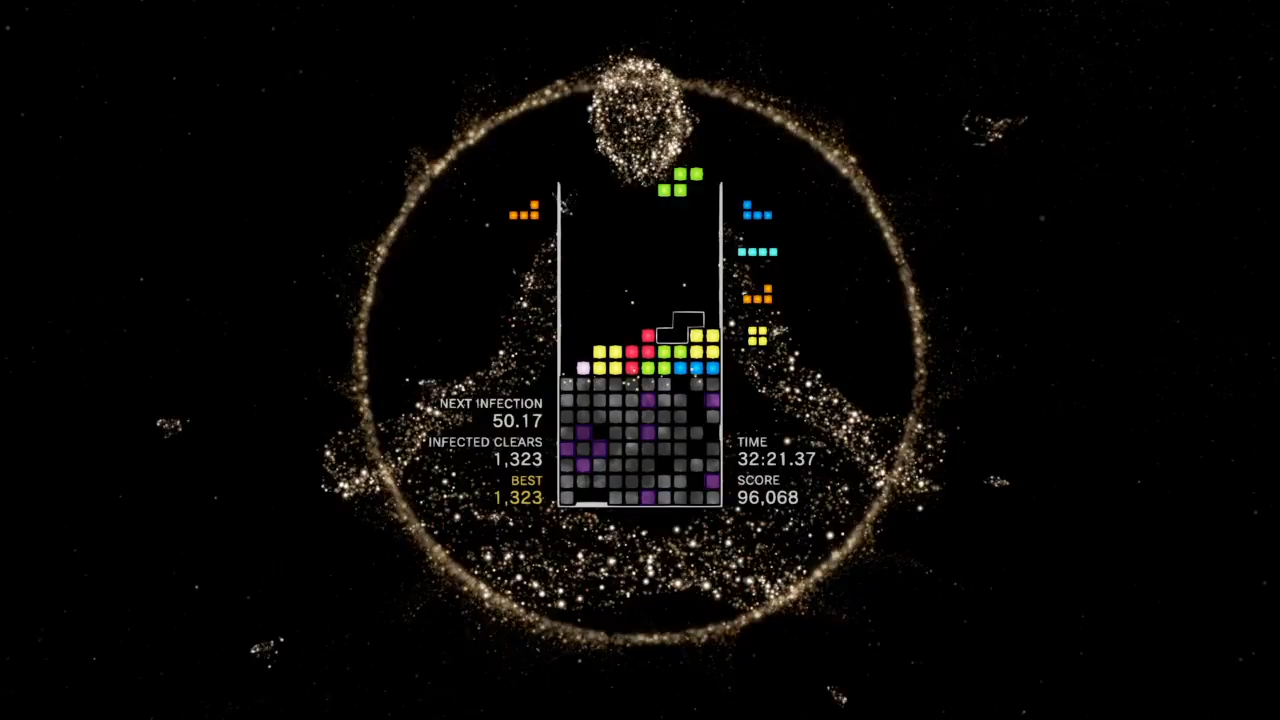 NEXT INFECTION
50.17
INFECTED CLEARS
1,323
BEST
1,323
TIME
32:21.37
SCORE
96,068